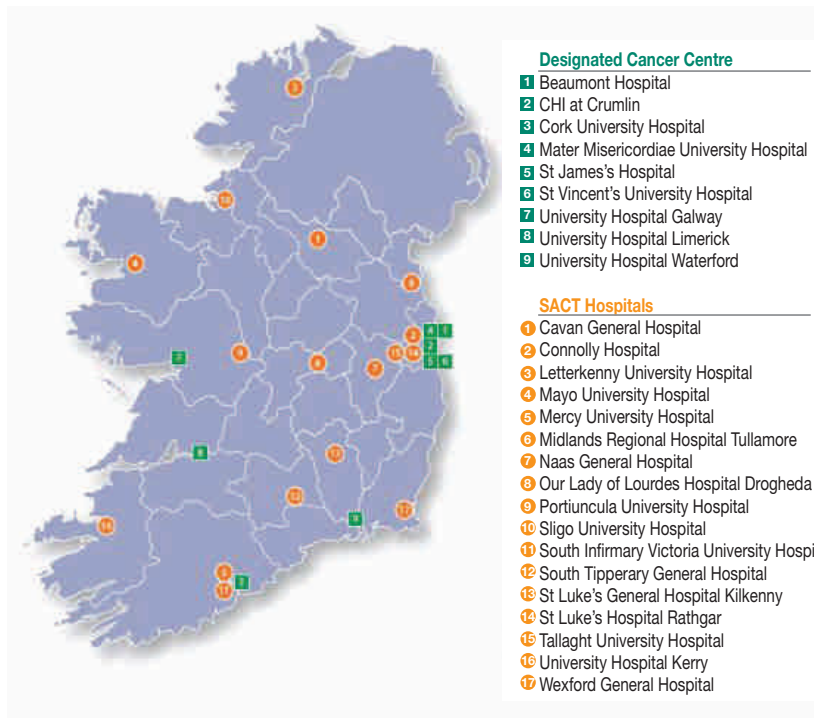 Designated Cancer Centre
1 Beaumont Hospital
2 CHI at Crumlin
3 Cork University Hospital
4 Mater Misericordiae University Hospital
5 St James's Hospital
6 St Vincent's University Hospital
7 University Hospital Galway
8 University Hospital Limerick
9 University Hospital Waterford
SACT Hospitals
1 Cavan General Hospital
2 Connolly Hospital
3 Letterkenny University Hospital
4 Mayo University Hospital
5 Mercy University Hospital
6 Midlands Regional Hospital Tullamore
7 Naas General Hospital
8 Our Lady of Lourdes Hospital Drogheda
9 Portiuncula University Hospital
10 Sligo University Hospital
11 South Infirmary Victoria University Hospi
12 South Tipperary General Hospital
13 St Luke's General Hospital Kilkenny
14 St Luke's Hospital Rathgar
15 Tallaght University Hospital
16 University Hospital Kerry
17 Wexford General Hospital